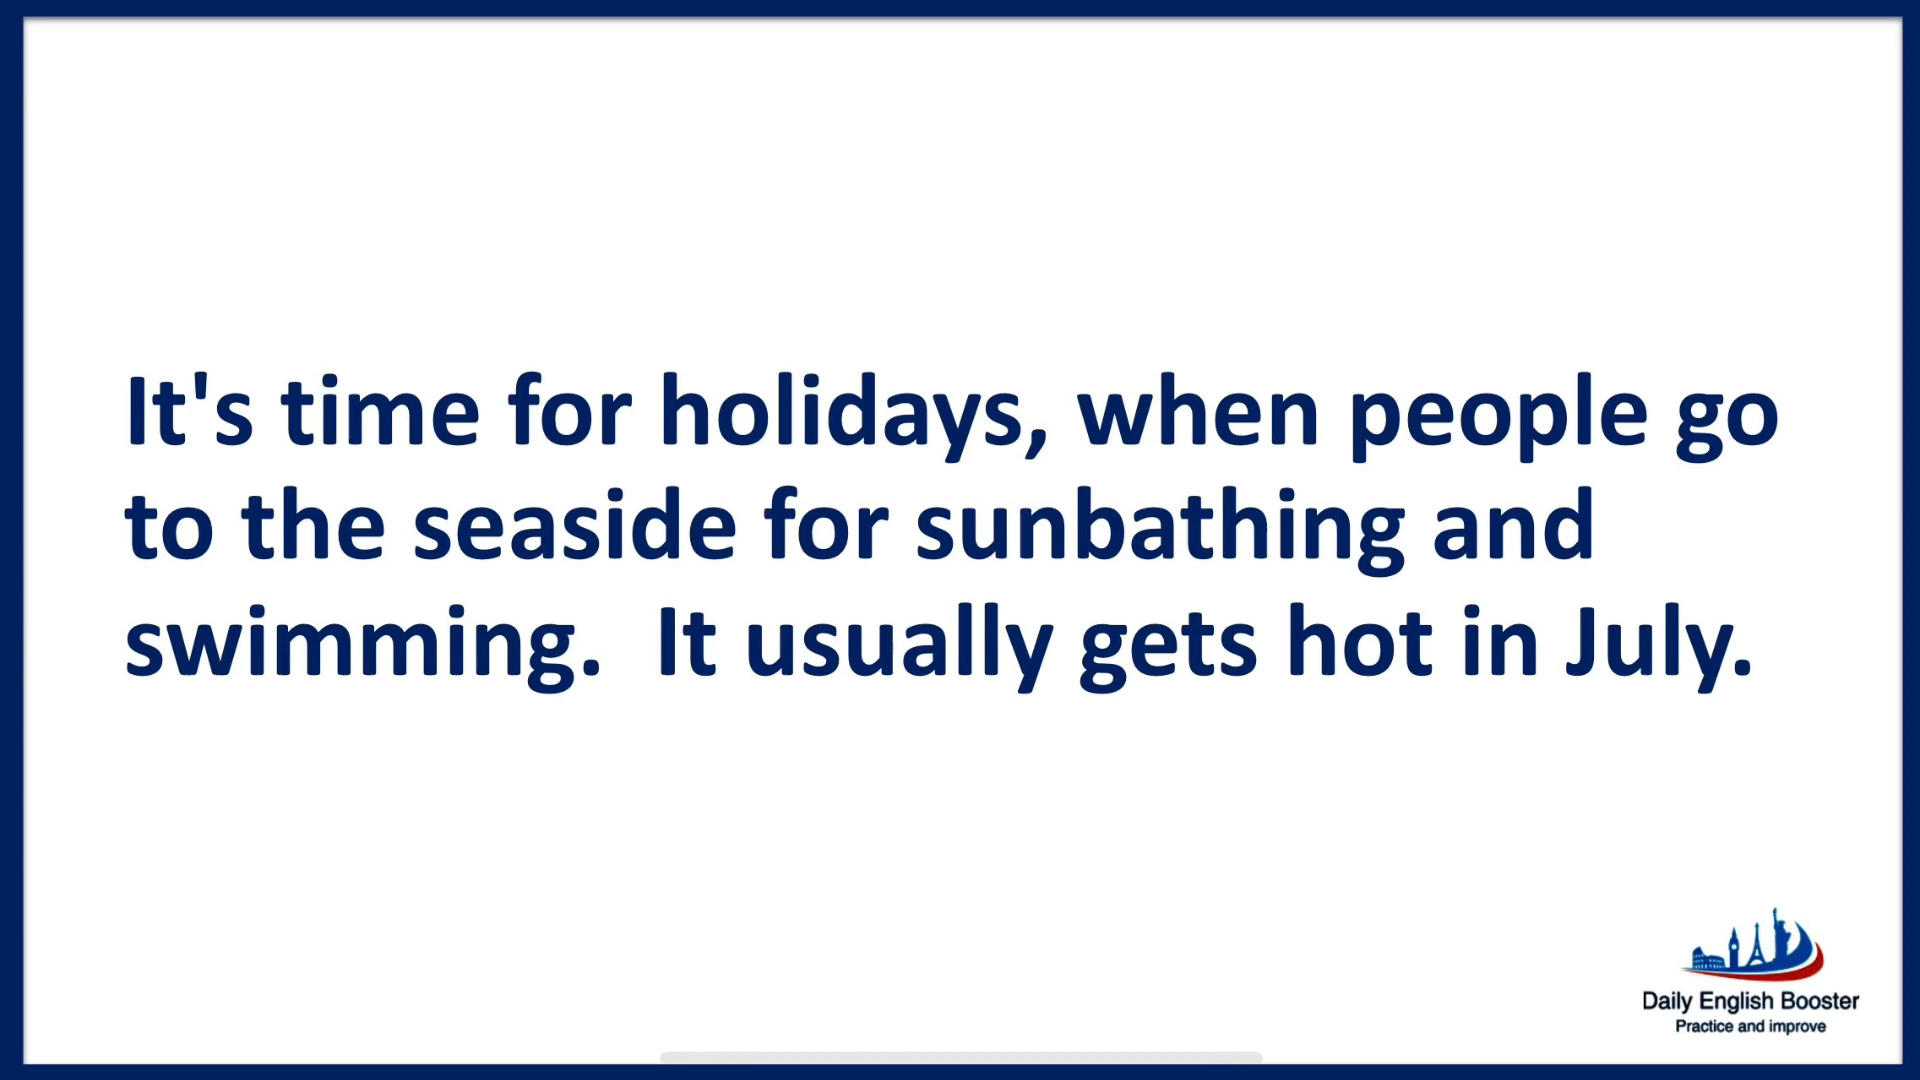 It's time for holidays, when people go
to the seaside for sunbathing and
swimming.  It usually gets hot in July.
Daily English Booster
Practice and improve